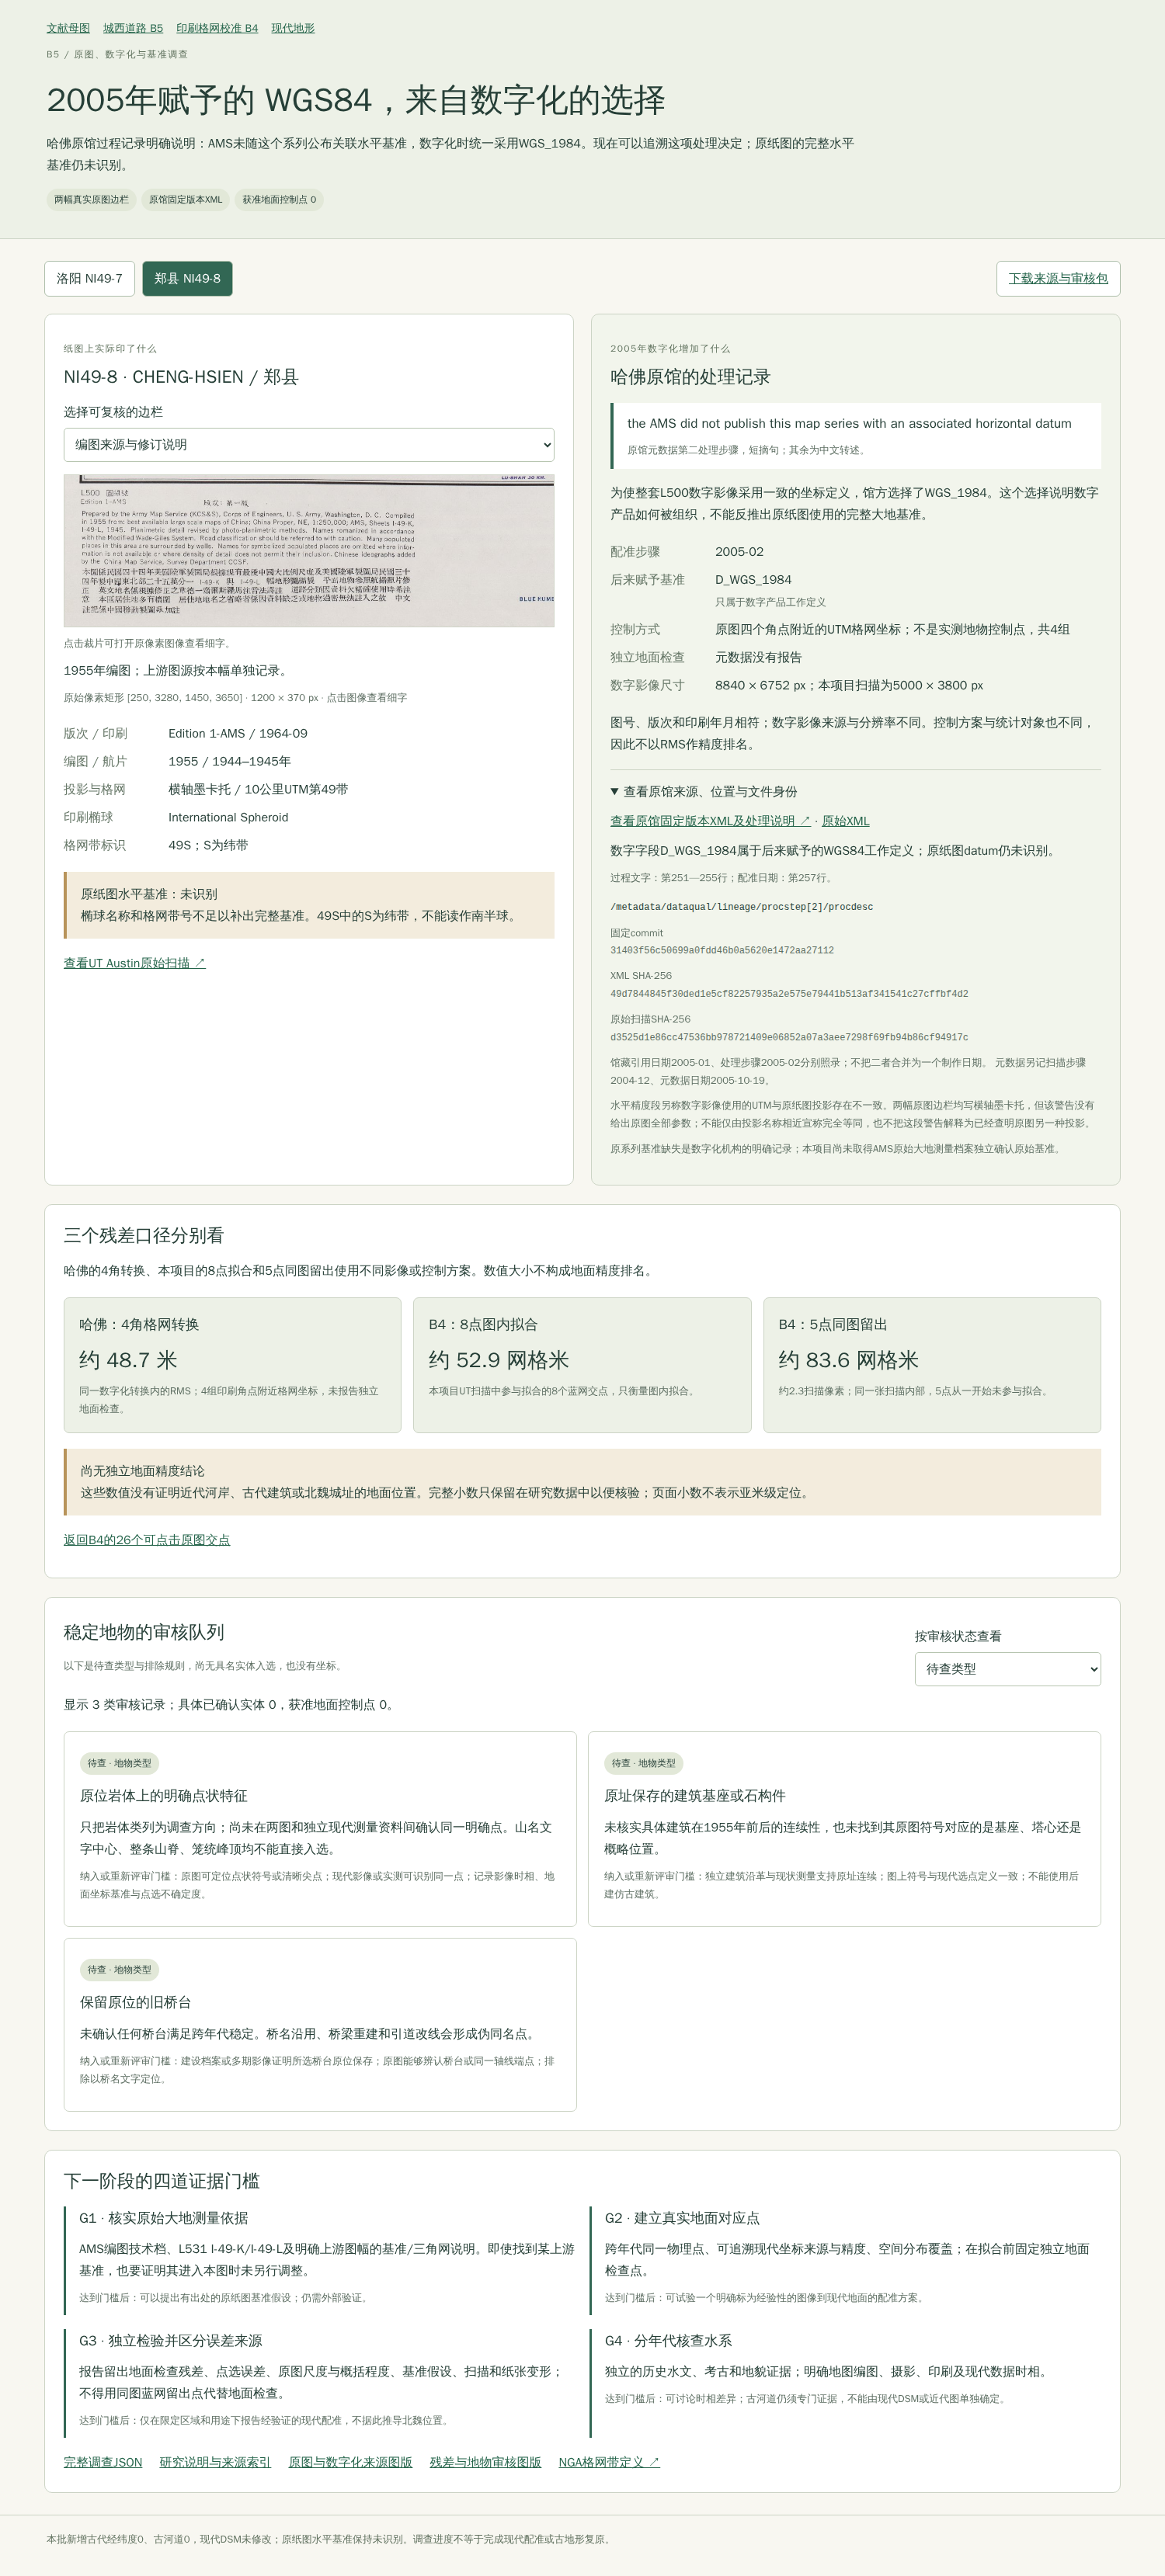 文献母图 城西道路 B5 印刷格网校准 B4 现代地形
B5 / 原图、数字化与基准调查
2005年赋予的 WGS84，来自数字化的选择
哈佛原馆过程记录明确说明：AMS未随这个系列公布关联水平基准，数字化时统一采用WGS_1984。现在可以追溯这项处理决定；原纸图的完整水平
基准仍未识别。
两幅真实原图边栏 原馆固定版本XML 获准地面控制点 0
洛阳 NI49-7 郑县 NI49-8 下载来源与审核包
纸图上实际印了什么
NI49-8 · CHENG-HSIEN / 郑县
选择可复核的边栏
编图来源与修订说明
L500
Edition 1-AMS
Prepared by the Army Map Service (KCS&S), Corps of Engineers, U. S. Army, Washington, D. C. Compiled
in 1955 from: best available large scale maps of China; China Proper, NE, 1:250,000; AMS, Sheets I-49-K,
I-49-L, 1945. Planimetric detail revised by photo-planimetric methods. Names romanized in accordance
with the Modified Wade-Giles System. Road classification should be referred to with caution. Many populated
places in this area are surrounded by walls. Names for symbolized populated places are omitted where infor-
mation is not available or where density of detail does not permit their inclusion. Chinese ideographs added
by the China Map Service, Survey Department CCSP.
点击裁片可打开原像素图像查看细字。
1955年编图；上游图源按本幅单独记录。
原始像素矩形 [250, 3280, 1450, 3650] · 1200 × 370 px · 点击图像查看细字
版次 / 印刷 Edition 1-AMS / 1964-09
编图 / 航片 1955 / 1944—1945年
投影与格网 横轴墨卡托 / 10公里UTM第49带
印刷椭球 International Spheroid
格网带标识 49S；S为纬带
原纸图水平基准：未识别
椭球名称和格网带号不足以补出完整基准。49S中的S为纬带，不能读作南半球。
查看UT Austin原始扫描 ↗
2005年数字化增加了什么
哈佛原馆的处理记录
the AMS did not publish this map series with an associated horizontal datum
原馆元数据第二处理步骤，短摘句；其余为中文转述。
为使整套L500数字影像采用一致的坐标定义，馆方选择了WGS_1984。这个选择说明数字
产品如何被组织，不能反推出原纸图使用的完整大地基准。
配准步骤 2005-02
后来赋予基准 D_WGS_1984
只属于数字产品工作定义
控制方式 原图四个角点附近的UTM格网坐标；不是实测地物控制点，共4组
独立地面检查 元数据没有报告
数字影像尺寸 8840 × 6752 px；本项目扫描为5000 × 3800 px
图号、版次和印刷年月相符；数字影像来源与分辨率不同。控制方案与统计对象也不同，
因此不以RMS作精度排名。
▼ 查看原馆来源、位置与文件身份
查看原馆固定版本XML及处理说明 ↗ · 原始XML
数字字段D_WGS_1984属于后来赋予的WGS84工作定义；原纸图datum仍未识别。
过程文字：第251—255行；配准日期：第257行。
/metadata/dataqual/lineage/procstep[2]/procdesc
固定commit
31403f56c50699a0fdd46b0a5620e1472aa27112
XML SHA-256
49d7844845f30ded1e5cf82257935a2e575e79441b513af341541c27cffbf4d2
原始扫描SHA-256
d3525d1e86cc47536bb978721409e06852a07a3aee7298f69fb94b86cf94917c
馆藏引用日期2005-01、处理步骤2005-02分别照录；不把二者合并为一个制作日期。 元数据另记扫描步骤
2004-12、元数据日期2005-10-19。
水平精度段另称数字影像使用的UTM与原纸图投影存在不一致。两幅原图边栏均写横轴墨卡托，但该警告没有
给出原图全部参数；不能仅由投影名称相近宣称完全等同，也不把这段警告解释为已经查明原图另一种投影。
原系列基准缺失是数字化机构的明确记录；本项目尚未取得AMS原始大地测量档案独立确认原始基准。
三个残差口径分别看
哈佛的4角转换、本项目的8点拟合和5点同图留出使用不同影像或控制方案。数值大小不构成地面精度排名。
哈佛：4角格网转换
约 48.7 米
同一数字化转换内的RMS；4组印刷角点附近格网坐标，未报告独立
地面检查。
B4：8点图内拟合
约 52.9 网格米
本项目UT扫描中参与拟合的8个蓝网交点，只衡量图内拟合。
B4：5点同图留出
约 83.6 网格米
约2.3扫描像素；同一张扫描内部，5点从一开始未参与拟合。
尚无独立地面精度结论
这些数值没有证明近代河岸、古代建筑或北魏城址的地面位置。完整小数只保留在研究数据中以便核验；页面小数不表示亚米级定位。
返回B4的26个可点击原图交点
稳定地物的审核队列
以下是待查类型与排除规则，尚无具名实体入选，也没有坐标。
按审核状态查看
待查类型
显示 3 类审核记录；具体已确认实体 0，获准地面控制点 0。
待查 · 地物类型
原位岩体上的明确点状特征
只把岩体类列为调查方向；尚未在两图和独立现代测量资料间确认同一明确点。山名文
字中心、整条山脊、笼统峰顶均不能直接入选。
纳入或重新评审门槛：原图可定位点状符号或清晰尖点；现代影像或实测可识别同一点；记录影像时相、地
面坐标基准与点选不确定度。
待查 · 地物类型
原址保存的建筑基座或石构件
未核实具体建筑在1955年前后的连续性，也未找到其原图符号对应的是基座、塔心还是
概略位置。
纳入或重新评审门槛：独立建筑沿革与现状测量支持原址连续；图上符号与现代选点定义一致；不能使用后
建仿古建筑。
待查 · 地物类型
保留原位的旧桥台
未确认任何桥台满足跨年代稳定。桥名沿用、桥梁重建和引道改线会形成伪同名点。
纳入或重新评审门槛：建设档案或多期影像证明所选桥台原位保存；原图能够辨认桥台或同一轴线端点；排
除以桥名文字定位。
下一阶段的四道证据门槛
G1 · 核实原始大地测量依据
AMS编图技术档、L531 I-49-K/I-49-L及明确上游图幅的基准/三角网说明。即使找到某上游
基准，也要证明其进入本图时未另行调整。
达到门槛后：可以提出有出处的原纸图基准假设；仍需外部验证。
G2 · 建立真实地面对应点
跨年代同一物理点、可追溯现代坐标来源与精度、空间分布覆盖；在拟合前固定独立地面
检查点。
达到门槛后：可试验一个明确标为经验性的图像到现代地面的配准方案。
G3 · 独立检验并区分误差来源
报告留出地面检查残差、点选误差、原图尺度与概括程度、基准假设、扫描和纸张变形；
不得用同图蓝网留出点代替地面检查。
达到门槛后：仅在限定区域和用途下报告经验证的现代配准，不据此推导北魏位置。
G4 · 分年代核查水系
独立的历史水文、考古和地貌证据；明确地图编图、摄影、印刷及现代数据时相。
达到门槛后：可讨论时相差异；古河道仍须专门证据，不能由现代DSM或近代图单独确定。
完整调查JSON 研究说明与来源索引 原图与数字化来源图版 残差与地物审核图版 NGA格网带定义 ↗
本批新增古代经纬度0、古河道0，现代DSM未修改；原纸图水平基准保持未识别。调查进度不等于完成现代配准或古地形复原。